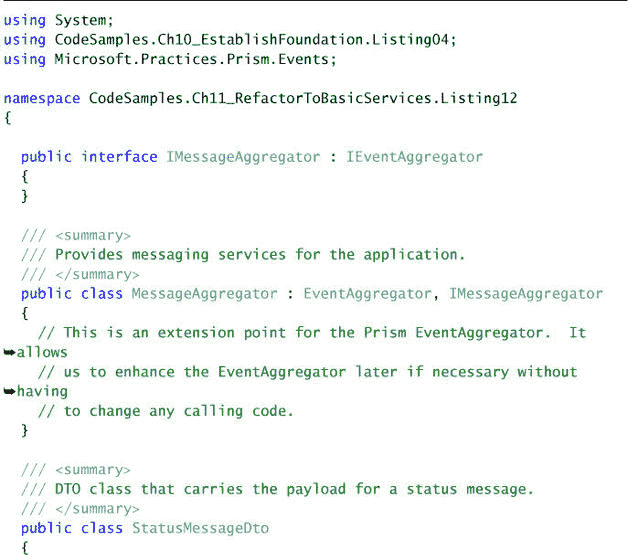 using System;
using CodeSamples.Ch10_EstablishFoundation.Listing04;
using Microsoft.Practices.Prism.Events;

namespace CodeSamples.Ch11_RefactorToBasicServices.Listing12
{

  public interface IMessageAggregator : IEventAggregator
  {
  }

  /// <summary>
  /// Provides messaging services for the application.
  /// </summary>
  public class MessageAggregator : EventAggregator, IMessageAggregator
  {
    // This is an extension point for the Prism EventAggregator.  It
➥allows
    // us to enhance the EventAggregator later if necessary without
➥having
    // to change any calling code.
  }

  /// <summary>
  /// DTO class that carries the payload for a status message.
  /// </summary>
  public class StatusMessageDto
  {